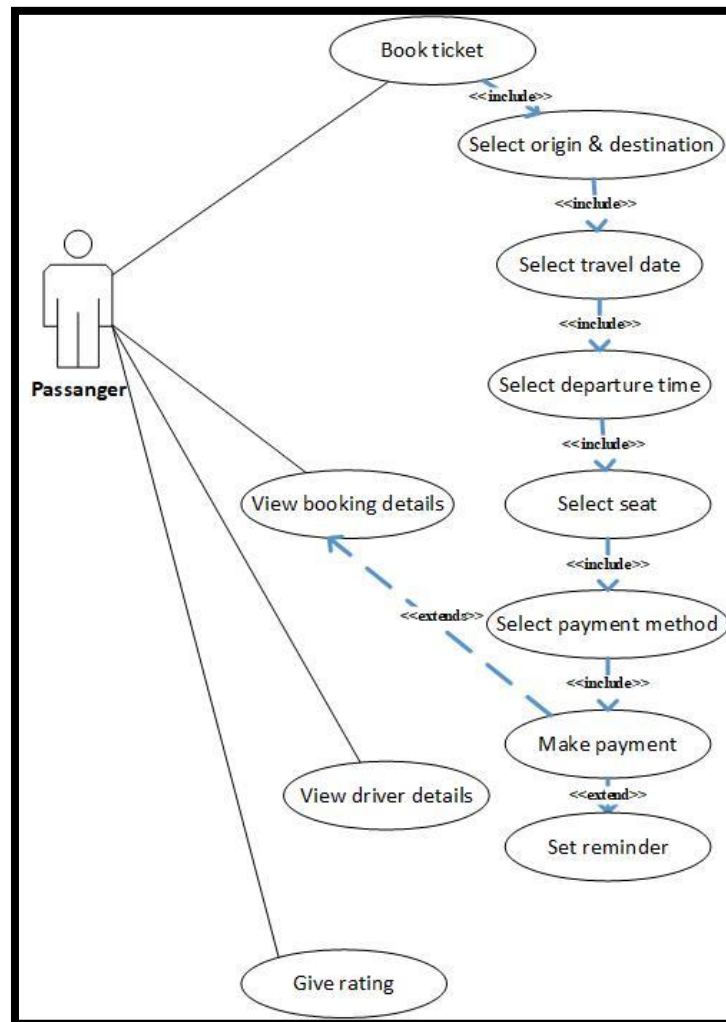 Book ticket
<<include>>
Select origin & destination
<<include>>
Select travel date
<<include>>
Select departure time
<<include>>
Select seat
<<include>>
Select payment method
<<include>>
Make payment
<<extend>>
Set reminder
Passanger
View booking details
<<extends>>
View driver details
Give rating